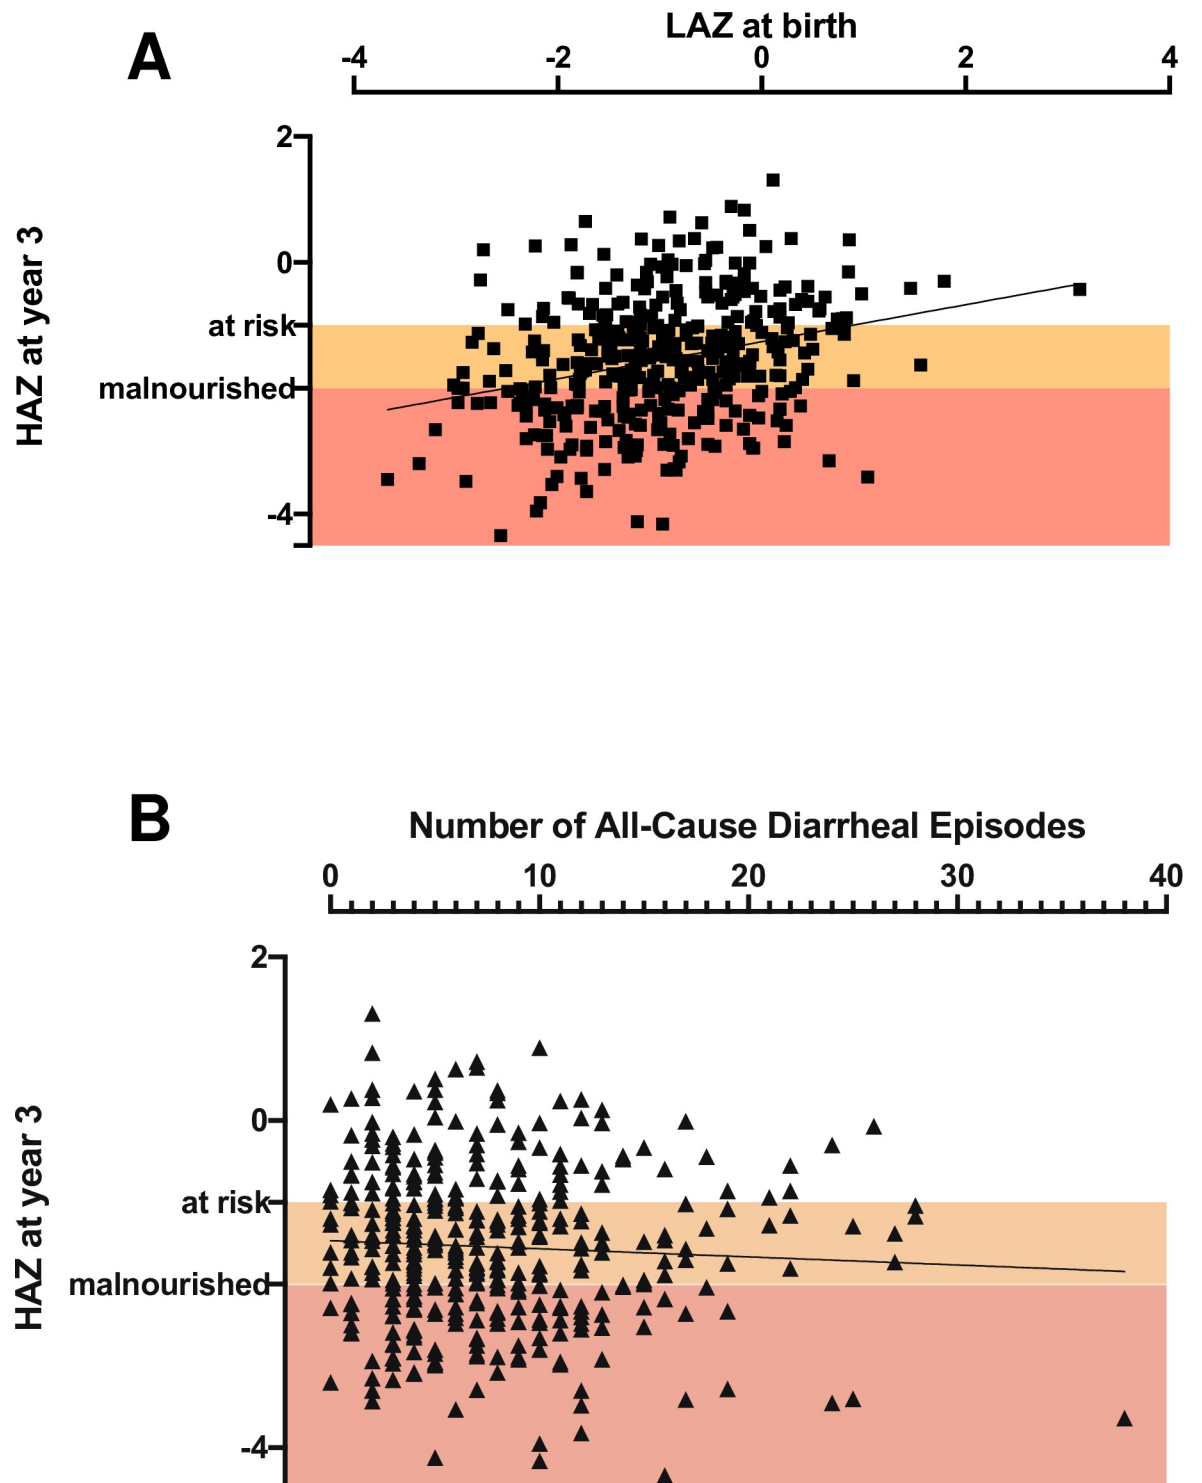 A
LAZ at birth
-4 -2 0 2 4
2
0
at risk
malnourished
-4
HAZ at year 3
B
Number of All-Cause Diarrheal Episodes
0 10 20 30 40
2
0
at risk
malnourished
-4
HAZ at year 3